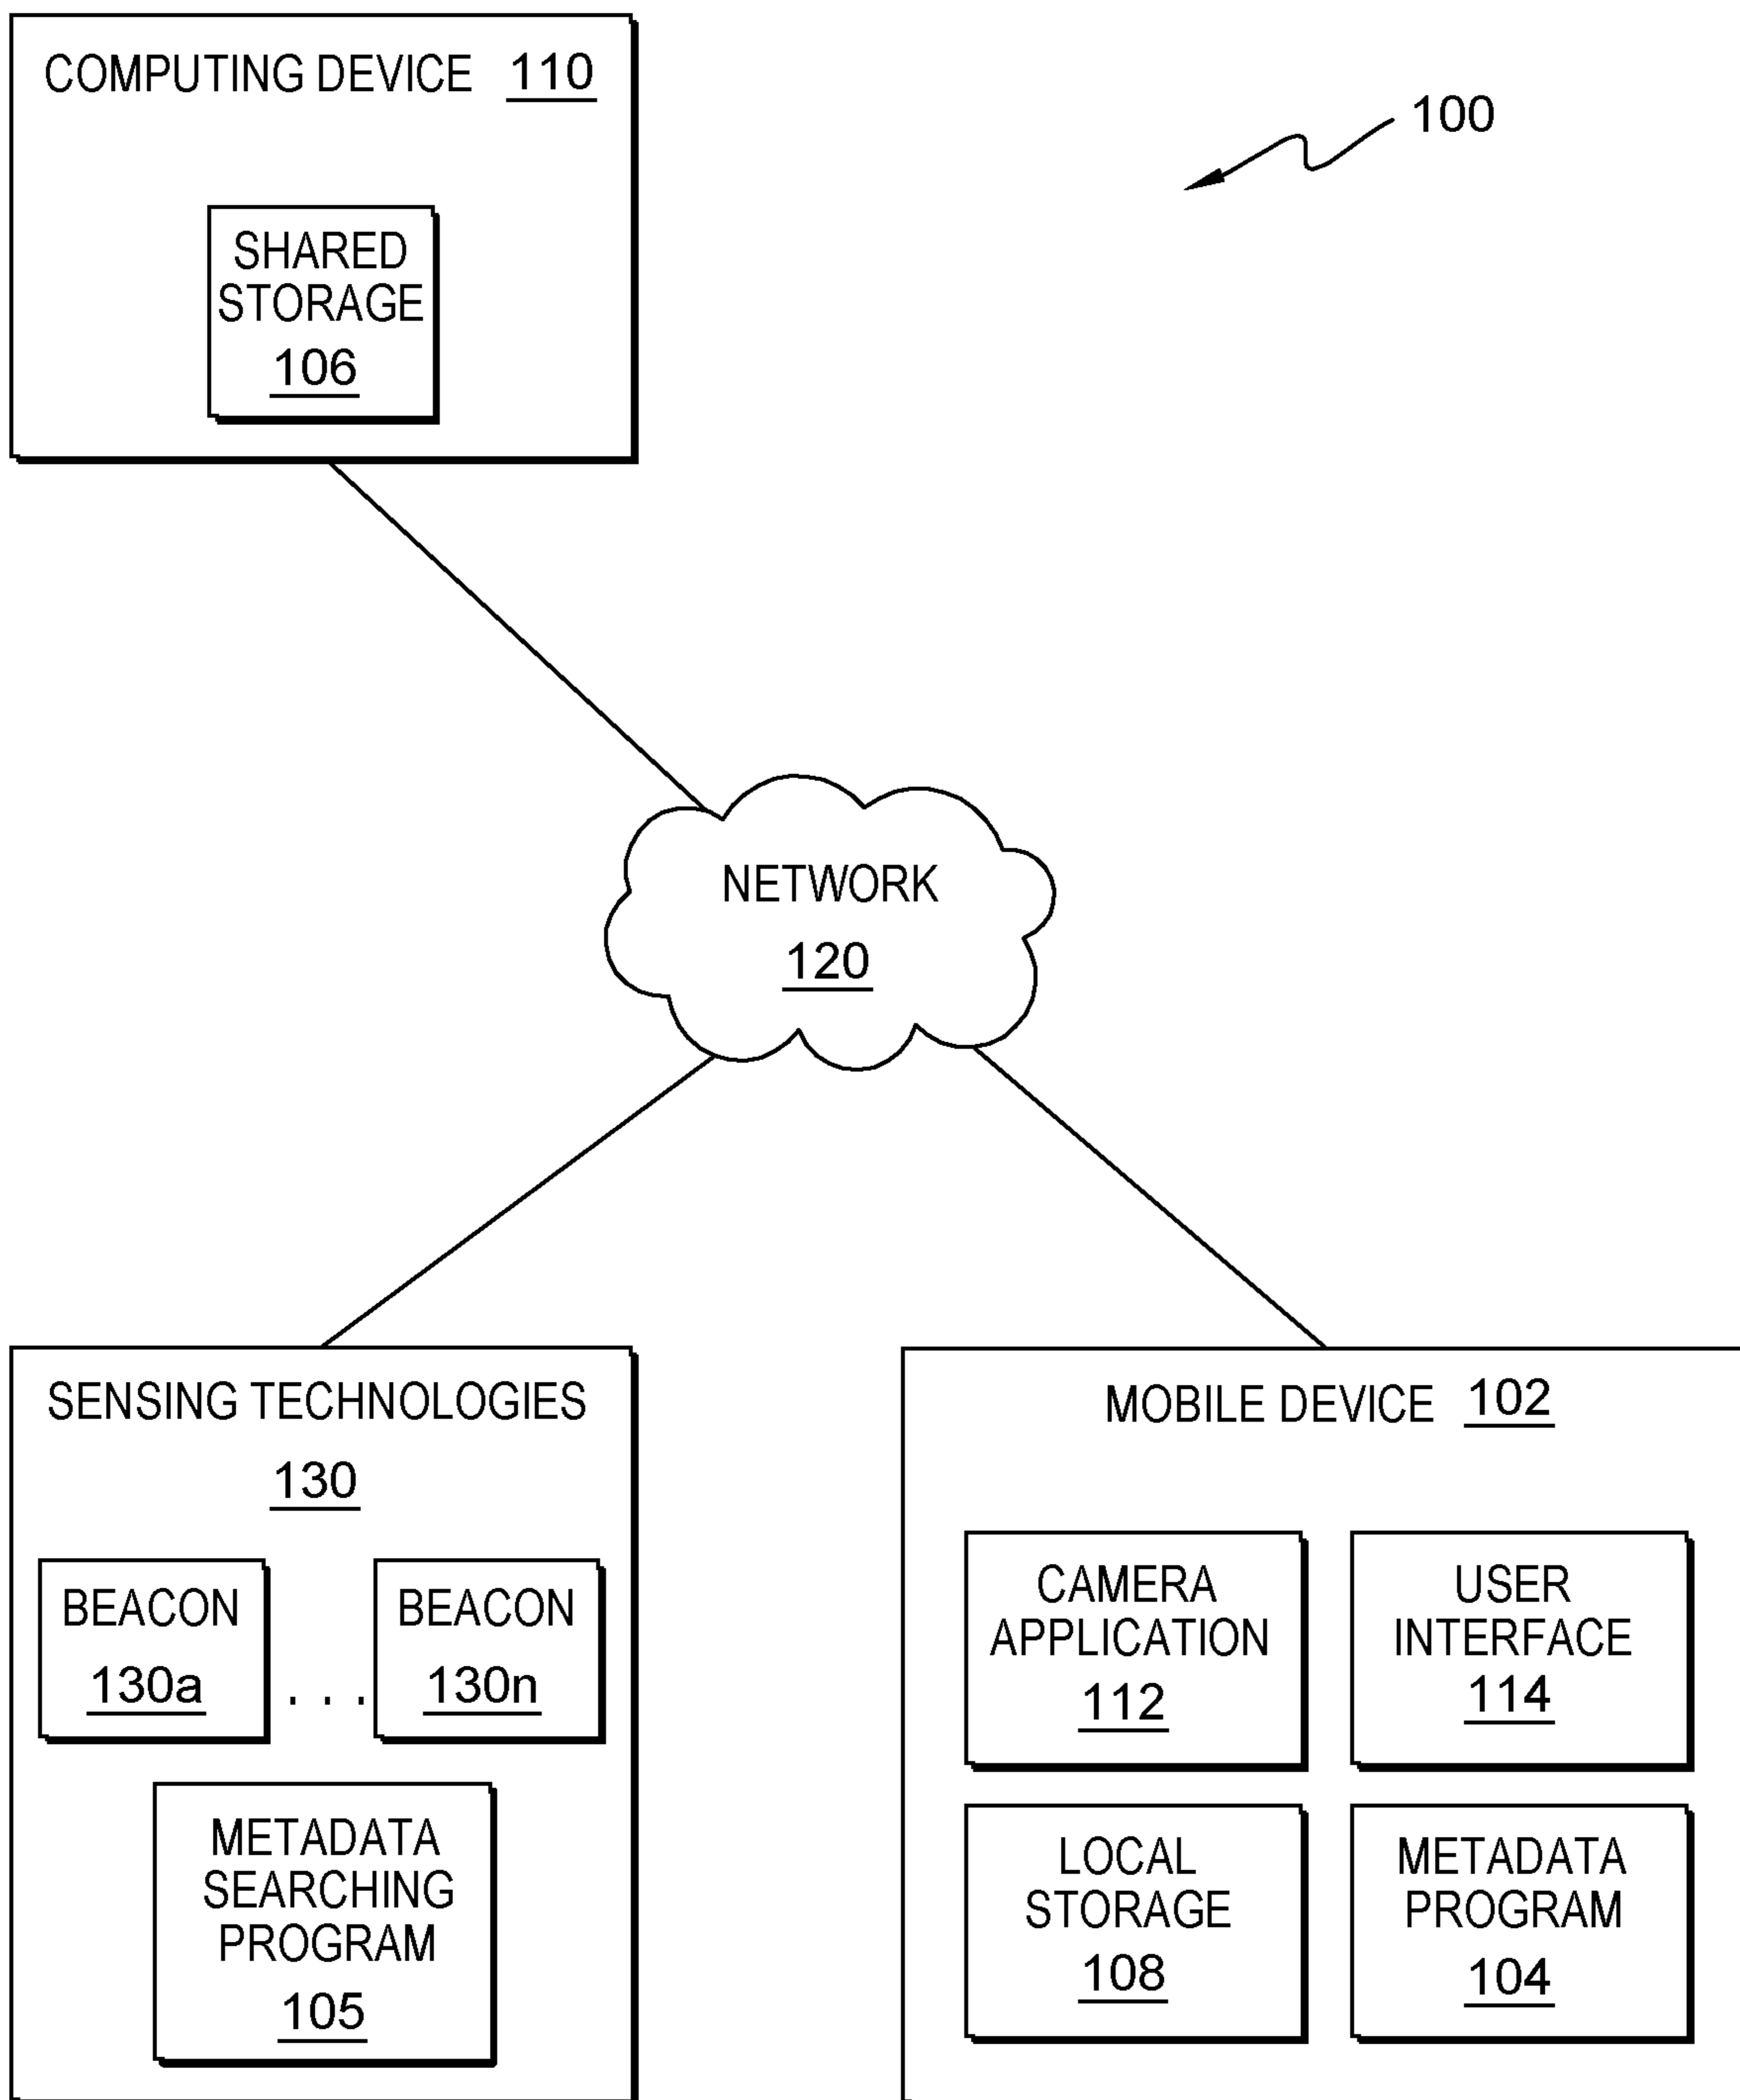 COMPUTING DEVICE 110
SHARED
STORAGE
106
100
NETWORK
120
SENSING TECHNOLOGIES
130
BEACON
130a
. . .
BEACON
130n
METADATA
SEARCHING
PROGRAM
105
MOBILE DEVICE 102
CAMERA
APPLICATION
112
USER
INTERFACE
114
LOCAL
STORAGE
108
METADATA
PROGRAM
104